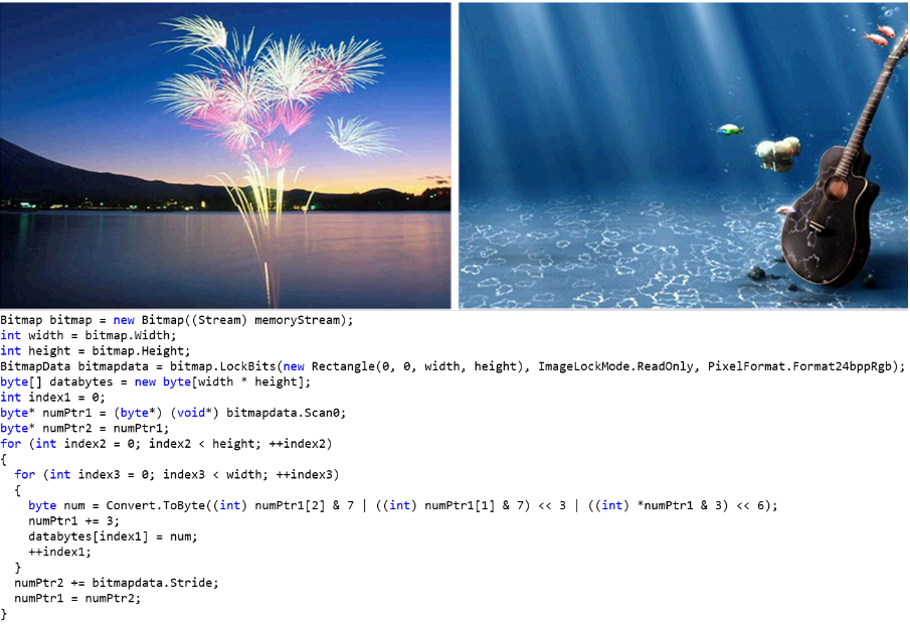 Bitmap bitmap = new Bitmap((Stream) memoryStream);
int width = bitmap.Width;
int height = bitmap.Height;
BitmapData bitmapdata = bitmap.LockBits(new Rectangle(0, 0, width, height), ImageLockMode.ReadOnly, PixelFormat.Format24bppRgb);
byte[] databytes = new byte[width * height];
int index1 = 0;
byte* numPtr1 = (byte*) (void*) bitmapdata.Scan0;
byte* numPtr2 = numPtr1;
for (int index2 = 0; index2 < height; ++index2)
{
  for (int index3 = 0; index3 < width; ++index3)
  {
    byte num = Convert.ToByte((int) numPtr1[2] & 7 | ((int) numPtr1[1] & 7) << 3 | ((int) *numPtr1 & 3) << 6);
    numPtr1 += 3;
    databytes[index1] = num;
    ++index1;
  }
  numPtr2 += bitmapdata.Stride;
  numPtr1 = numPtr2;
}